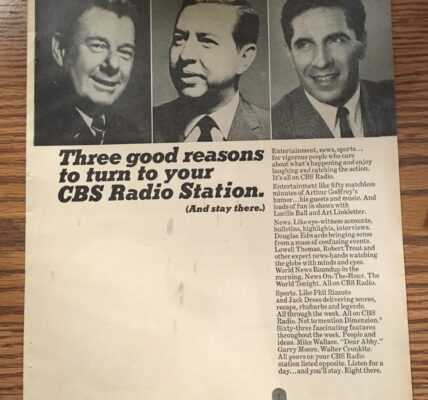 Three good reasons
to turn to your
CBS Radio Station.
(And stay there.)
Entertainment, news, sports...
for vigorous people who care
about what's happening and enjoy
laughing and catching the action.
It's all on CBS Radio.
Entertainment like fifty matchless
minutes of Arthur Godfrey's
humor...his guests and music. And
loads of fun in shows with
Lucille Ball and Art Linkletter.
News. Like eye-witness accounts,
bulletins, highlights, interviews.
Douglas Edwards bringing sense
from a mass of confusing events.
Lowell Thomas, Robert Trout and
other expert news-hands watching
the globe with minds and eyes.
World News Roundup in the
morning. News On-The-Hour. The
World Tonight. All on CBS Radio.
Sports. Like Phil Rizzuto
and Jack Drees delivering scores,
recaps, rhubarbs and legends.
All through the week. All on CBS
Radio. Not to mention Dimension.*
Sixty-three fascinating features
throughout the week. People and
ideas. Mike Wallace. "Dear Abby."
Garry Moore. Walter Cronkite.
All yours on your CBS Radio
station listed opposite. Listen for a
day...and you'll stay. Right there.